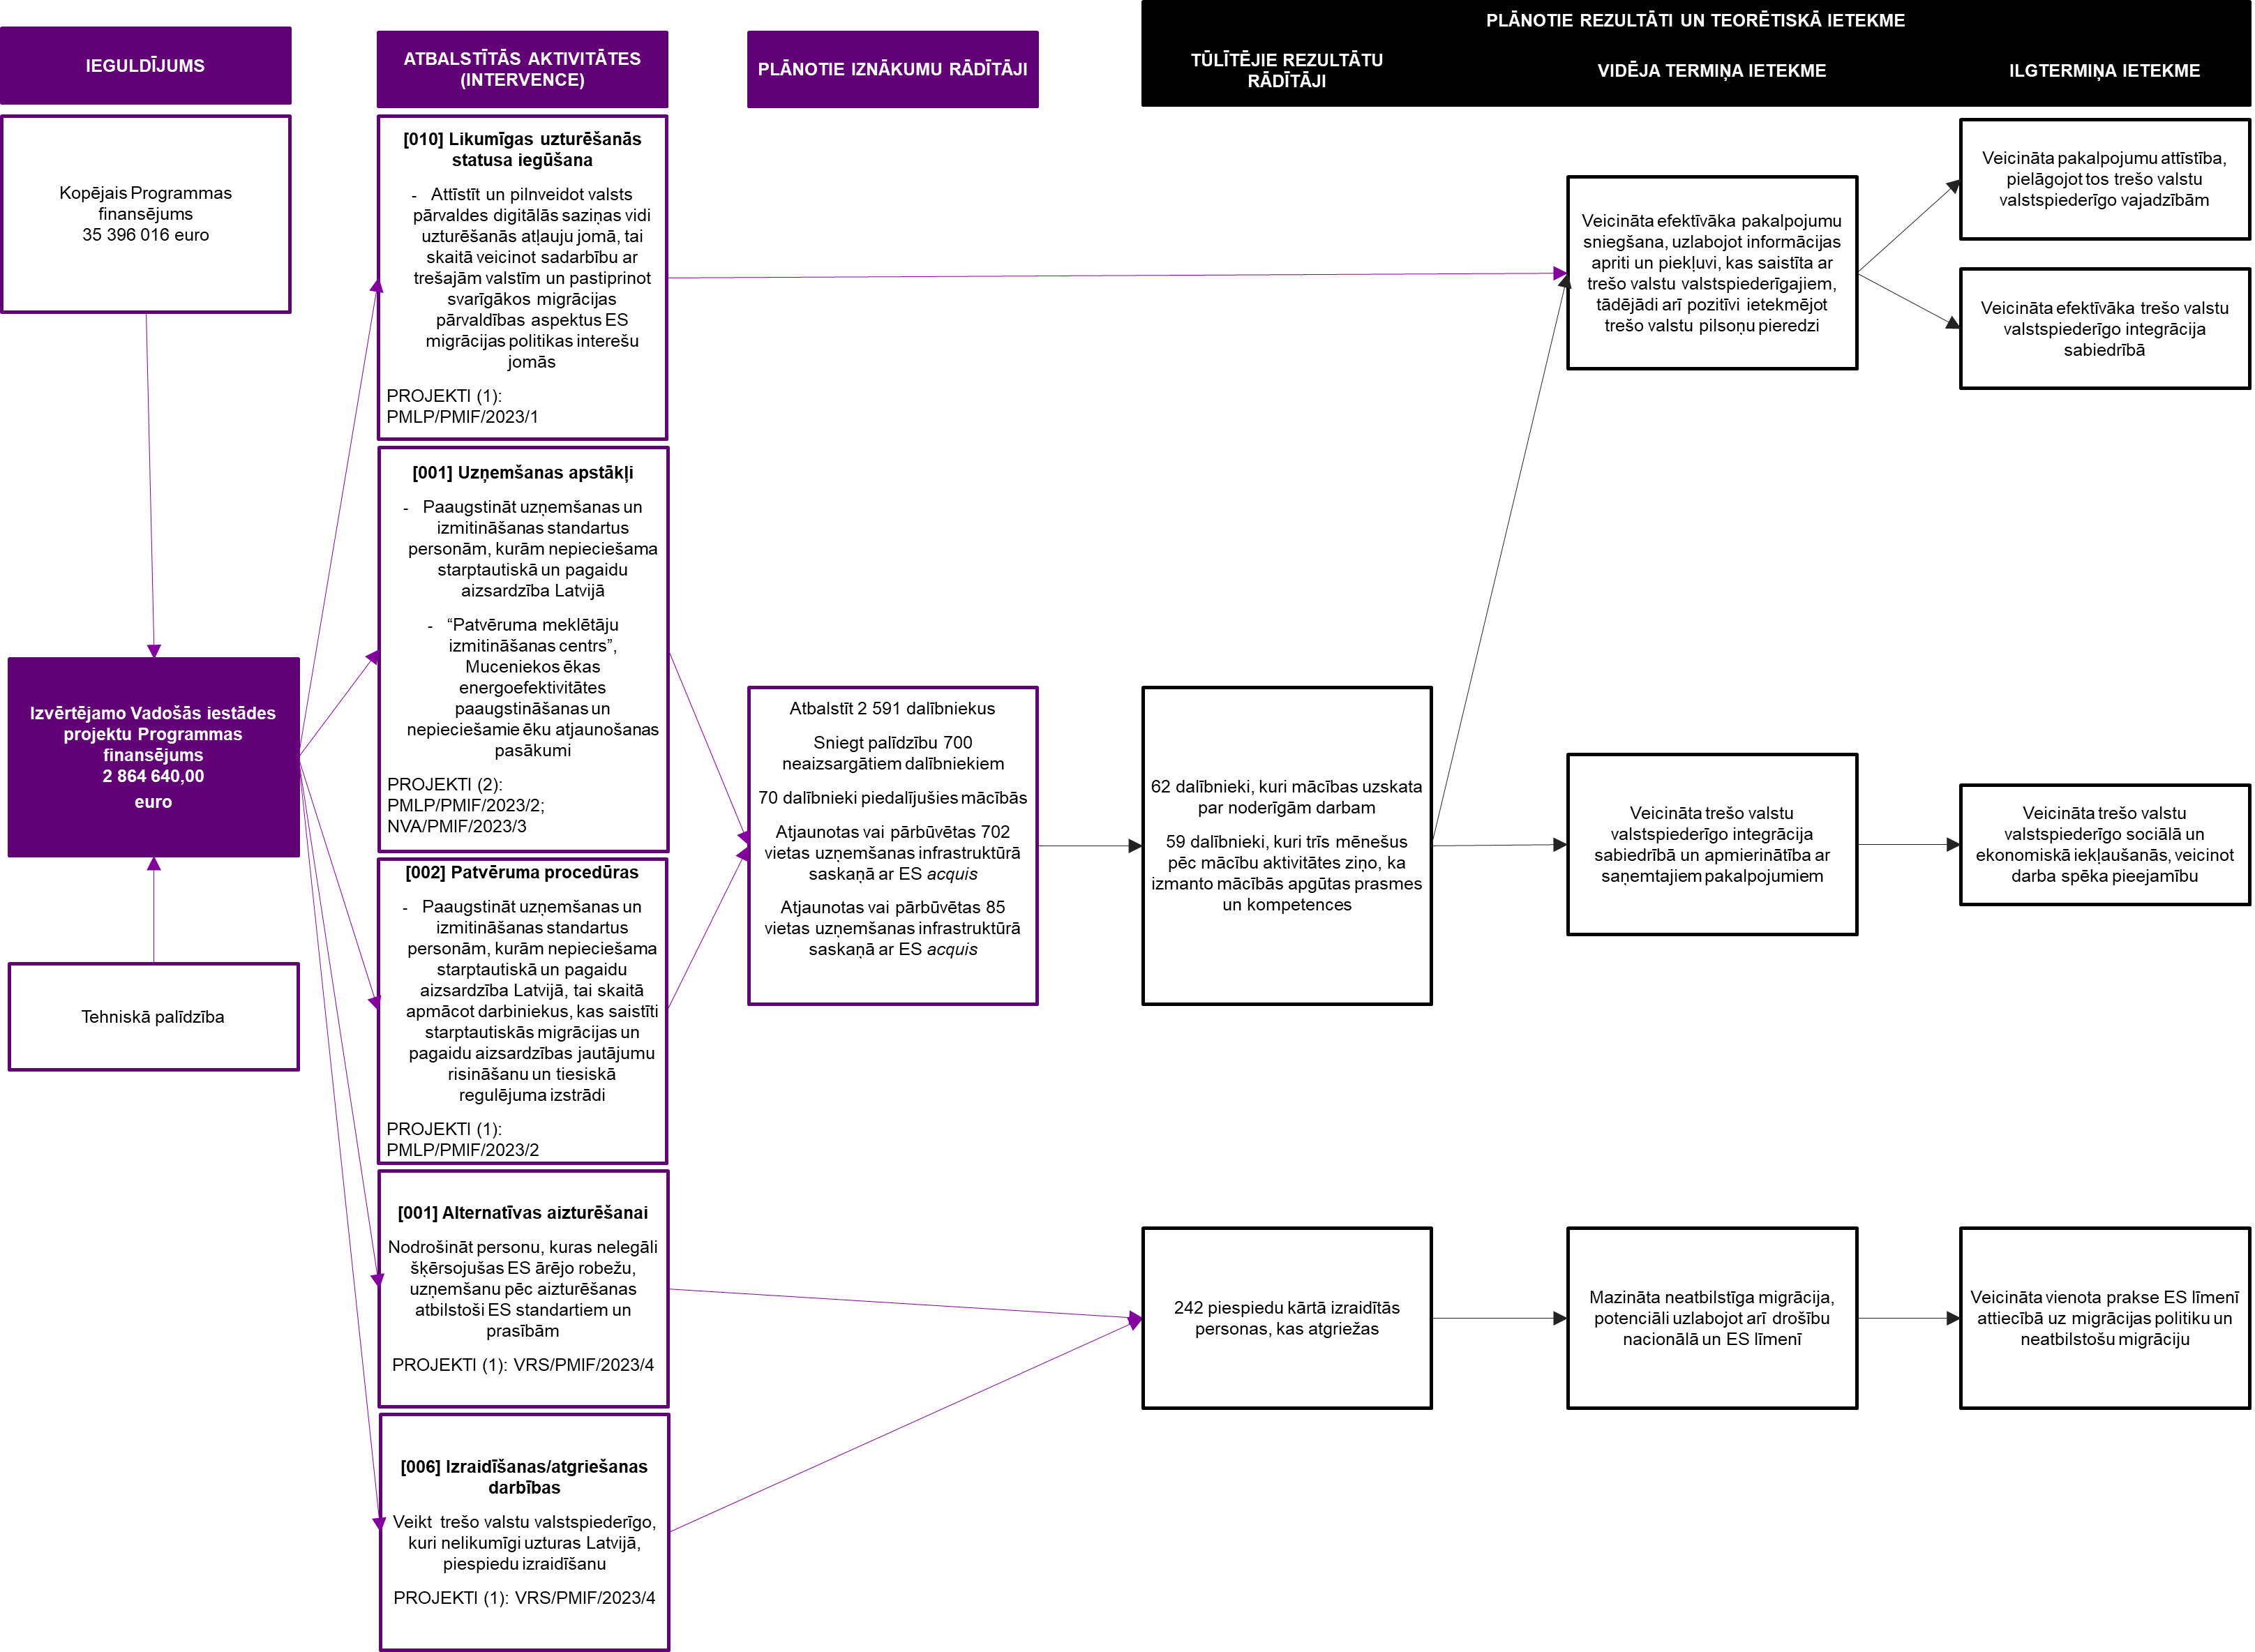 IEGULDĪJUMS
ATBALSTĪTĀS AKTIVITĀTES
(INTERVENCE)
PLĀNOTIE IZNĀKUMU RĀDĪTĀJI
PLĀNOTIE REZULTĀTI UN TEORĒTISKĀ IETEKME
TŪLĪTĒJIE REZULTĀTU
RĀDĪTĀJI
VIDĒJA TERMIŅA IETEKME
ILGTERMIŅA IETEKME
Kopējais Programmas
finansējums
35 396 016 euro
Izvērtējamo Vadošās iestādes
projektu Programmas
finansējums
2 864 640,00
euro
Tehniskā palīdzība
[010] Likumīgas uzturēšanās
statusa iegūšana
- Attīstīt un pilnveidot valsts
pārvaldes digitālās saziņas vidi
uzturēšanās atļauju jomā, tai
skaitā veicinot sadarbību ar
trešajām valstīm un pastiprinot
svarīgākos migrācijas
pārvaldības aspektus ES
migrācijas politikas interešu
jomās
PROJEKTI (1):
PMLP/PMIF/2023/1
[001] Uzņemšanas apstākļi
- Paaugstināt uzņemšanas un
izmitināšanas standartus
personām, kurām nepieciešama
starptautiskā un pagaidu
aizsardzība Latvijā
- “Patvēruma meklētāju
izmitināšanas centrs”,
Muceniekos ēkas
energoefektivitātes
paaugstināšanas un
nepieciešamie ēku atjaunošanas
pasākumi
PROJEKTI (2):
PMLP/PMIF/2023/2;
NVA/PMIF/2023/3
[002] Patvēruma procedūras
- Paaugstināt uzņemšanas un
izmitināšanas standartus
personām, kurām nepieciešama
starptautiskā un pagaidu
aizsardzība Latvijā, tai skaitā
apmācot darbiniekus, kas saistīti
starptautiskās migrācijas un
pagaidu aizsardzības jautājumu
risināšanu un tiesiskā
regulējuma izstrādi
PROJEKTI (1):
PMLP/PMIF/2023/2
[001] Alternatīvas aizturēšanai
Nodrošināt personu, kuras nelegāli
šķērsojušas ES ārējo robežu,
uzņemšanu pēc aizturēšanas
atbilstoši ES standartiem un
prasībām
PROJEKTI (1): VRS/PMIF/2023/4
[006] Izraidīšanas/atgriešanas
darbības
Veikt trešo valstu valstspiederīgo,
kuri nelikumīgi uzturas Latvijā,
piespiedu izraidīšanu
PROJEKTI (1): VRS/PMIF/2023/4
Atbalstīt 2 591 dalībniekus
Sniegt palīdzību 700
neaizsargātiem dalībniekiem
70 dalībnieki piedalījušies mācībās
Atjaunotas vai pārbūvētas 702
vietas uzņemšanas infrastruktūrā
saskaņā ar ES acquis
Atjaunotas vai pārbūvētas 85
vietas uzņemšanas infrastruktūrā
saskaņā ar ES acquis
62 dalībnieki, kuri mācības uzskata
par noderīgām darbam
59 dalībnieki, kuri trīs mēnešus
pēc mācību aktivitātes ziņo, ka
izmanto mācībās apgūtas prasmes
un kompetences
242 piespiedu kārtā izraidītās
personas, kas atgriežas
Veicināta efektīvāka pakalpojumu
sniegšana, uzlabojot informācijas
apriti un piekļuvi, kas saistīta ar
trešo valstu valstspiederīgajiem,
tādējādi arī pozitīvi ietekmējot
trešo valstu pilsoņu pieredzi
Veicināta trešo valstu
valstspiederīgo integrācija
sabiedrībā un apmierinātība ar
saņemtajiem pakalpojumiem
Mazināta neatbilstīga migrācija,
potenciāli uzlabojot arī drošību
nacionālā un ES līmenī
Veicināta pakalpojumu attīstība,
pielāgojot tos trešo valstu
valstspiederīgo vajadzībām
Veicināta efektīvāka trešo valstu
valstspiederīgo integrācija
sabiedrībā
Veicināta trešo valstu
valstspiederīgo sociālā un
ekonomiskā iekļaušanās, veicinot
darba spēka pieejamību
Veicināta vienota prakse ES līmenī
attiecībā uz migrācijas politiku un
neatbilstošu migrāciju